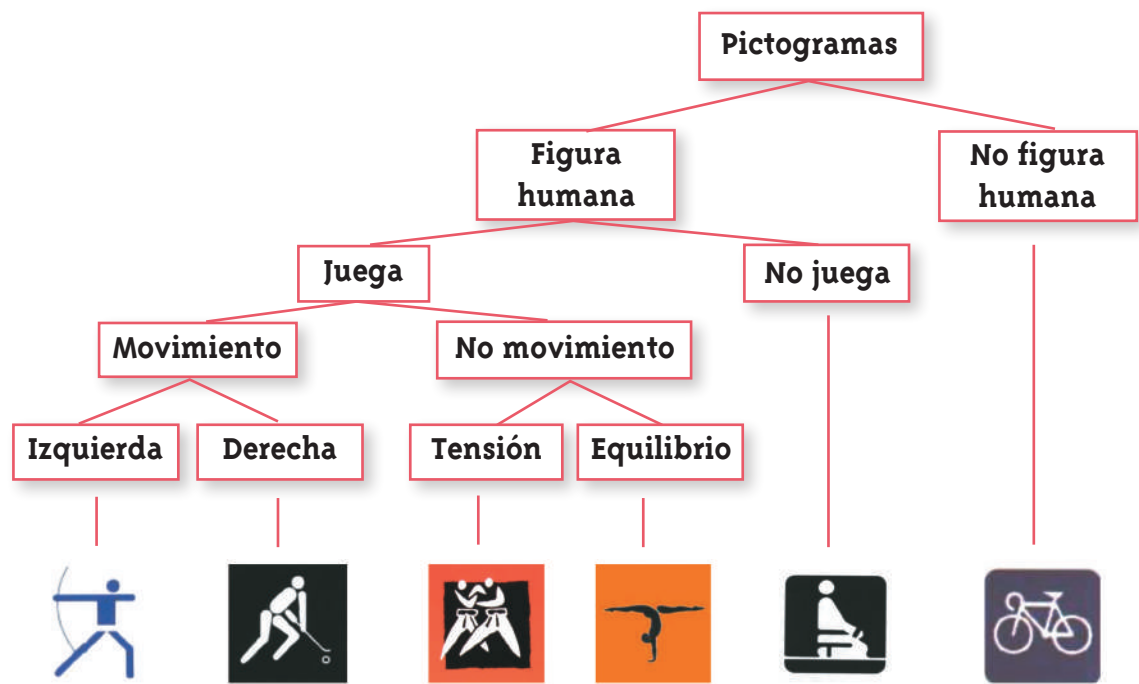 Pictogramas
Figura
humana
No figura
humana
Juega
No juega
Movimiento
No movimiento
Izquierda
Derecha
Tensión
Equilibrio